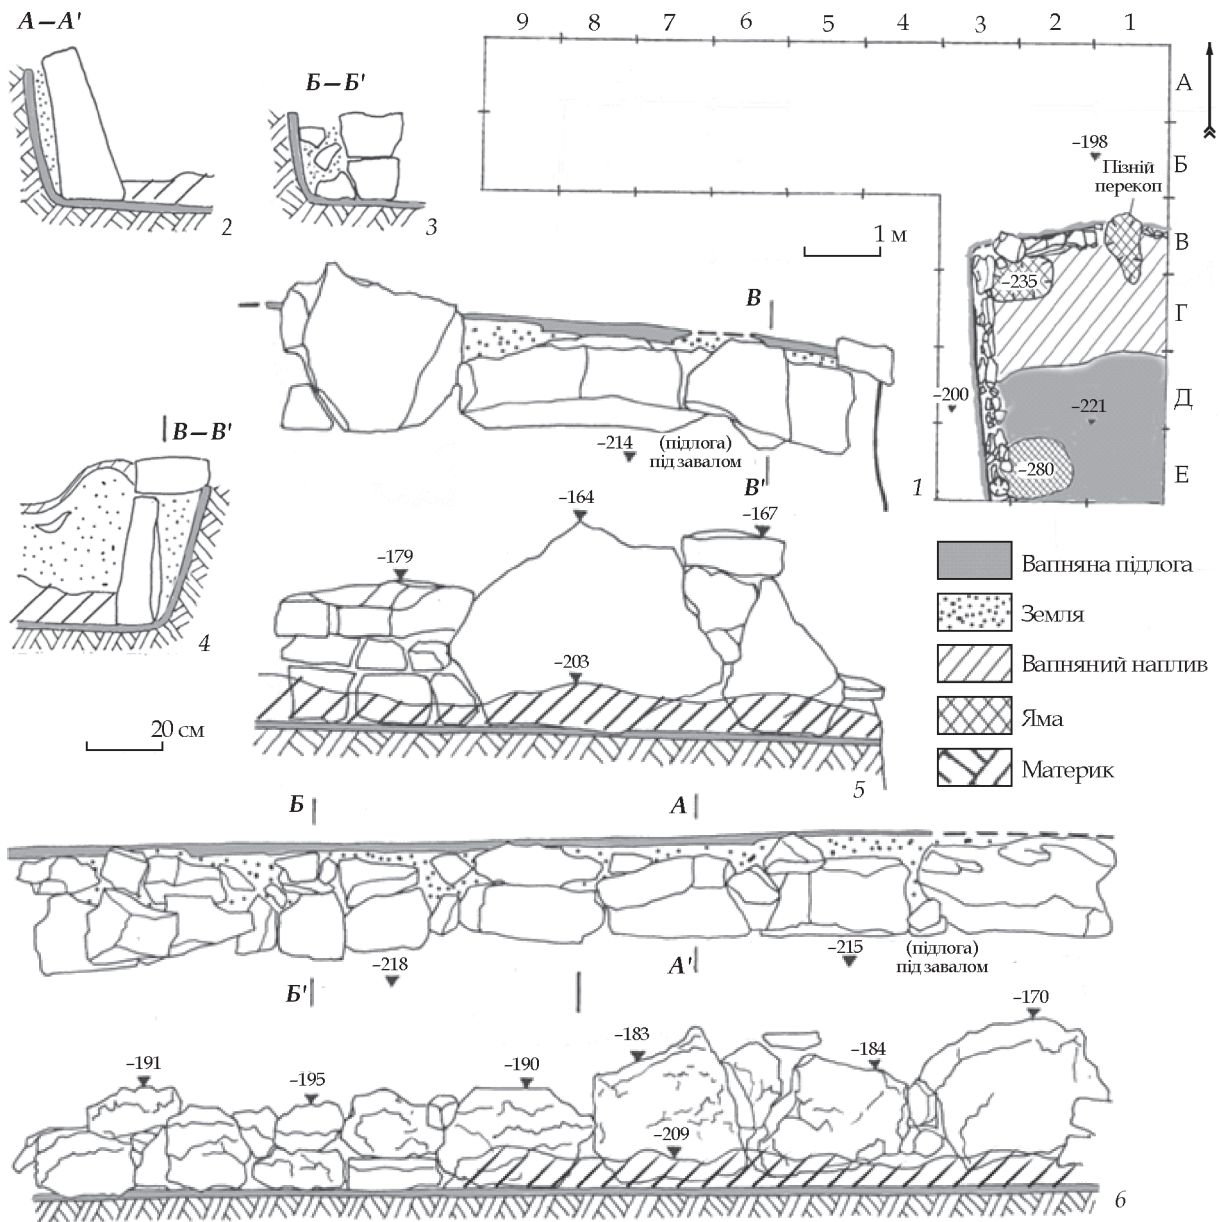 А—А'
2
Б—Б'
3
9 8 7 6 5 4 3 2 1
А
Б
В
Г
Д
Е
–198
Пізній
перекоп
1 м
–235
–200
–221
–280
1
В
–214
(підлога)
під завалом
В'
В—В'
4
20 см
–164
–167
–179
–203
5
Вапняна підлога
Земля
Вапняний наплив
Яма
Материк
Б
А
–218
Б'
А'
–215
(підлога)
під завалом
–191
–195
–190
–183
–209
–184
–170
6